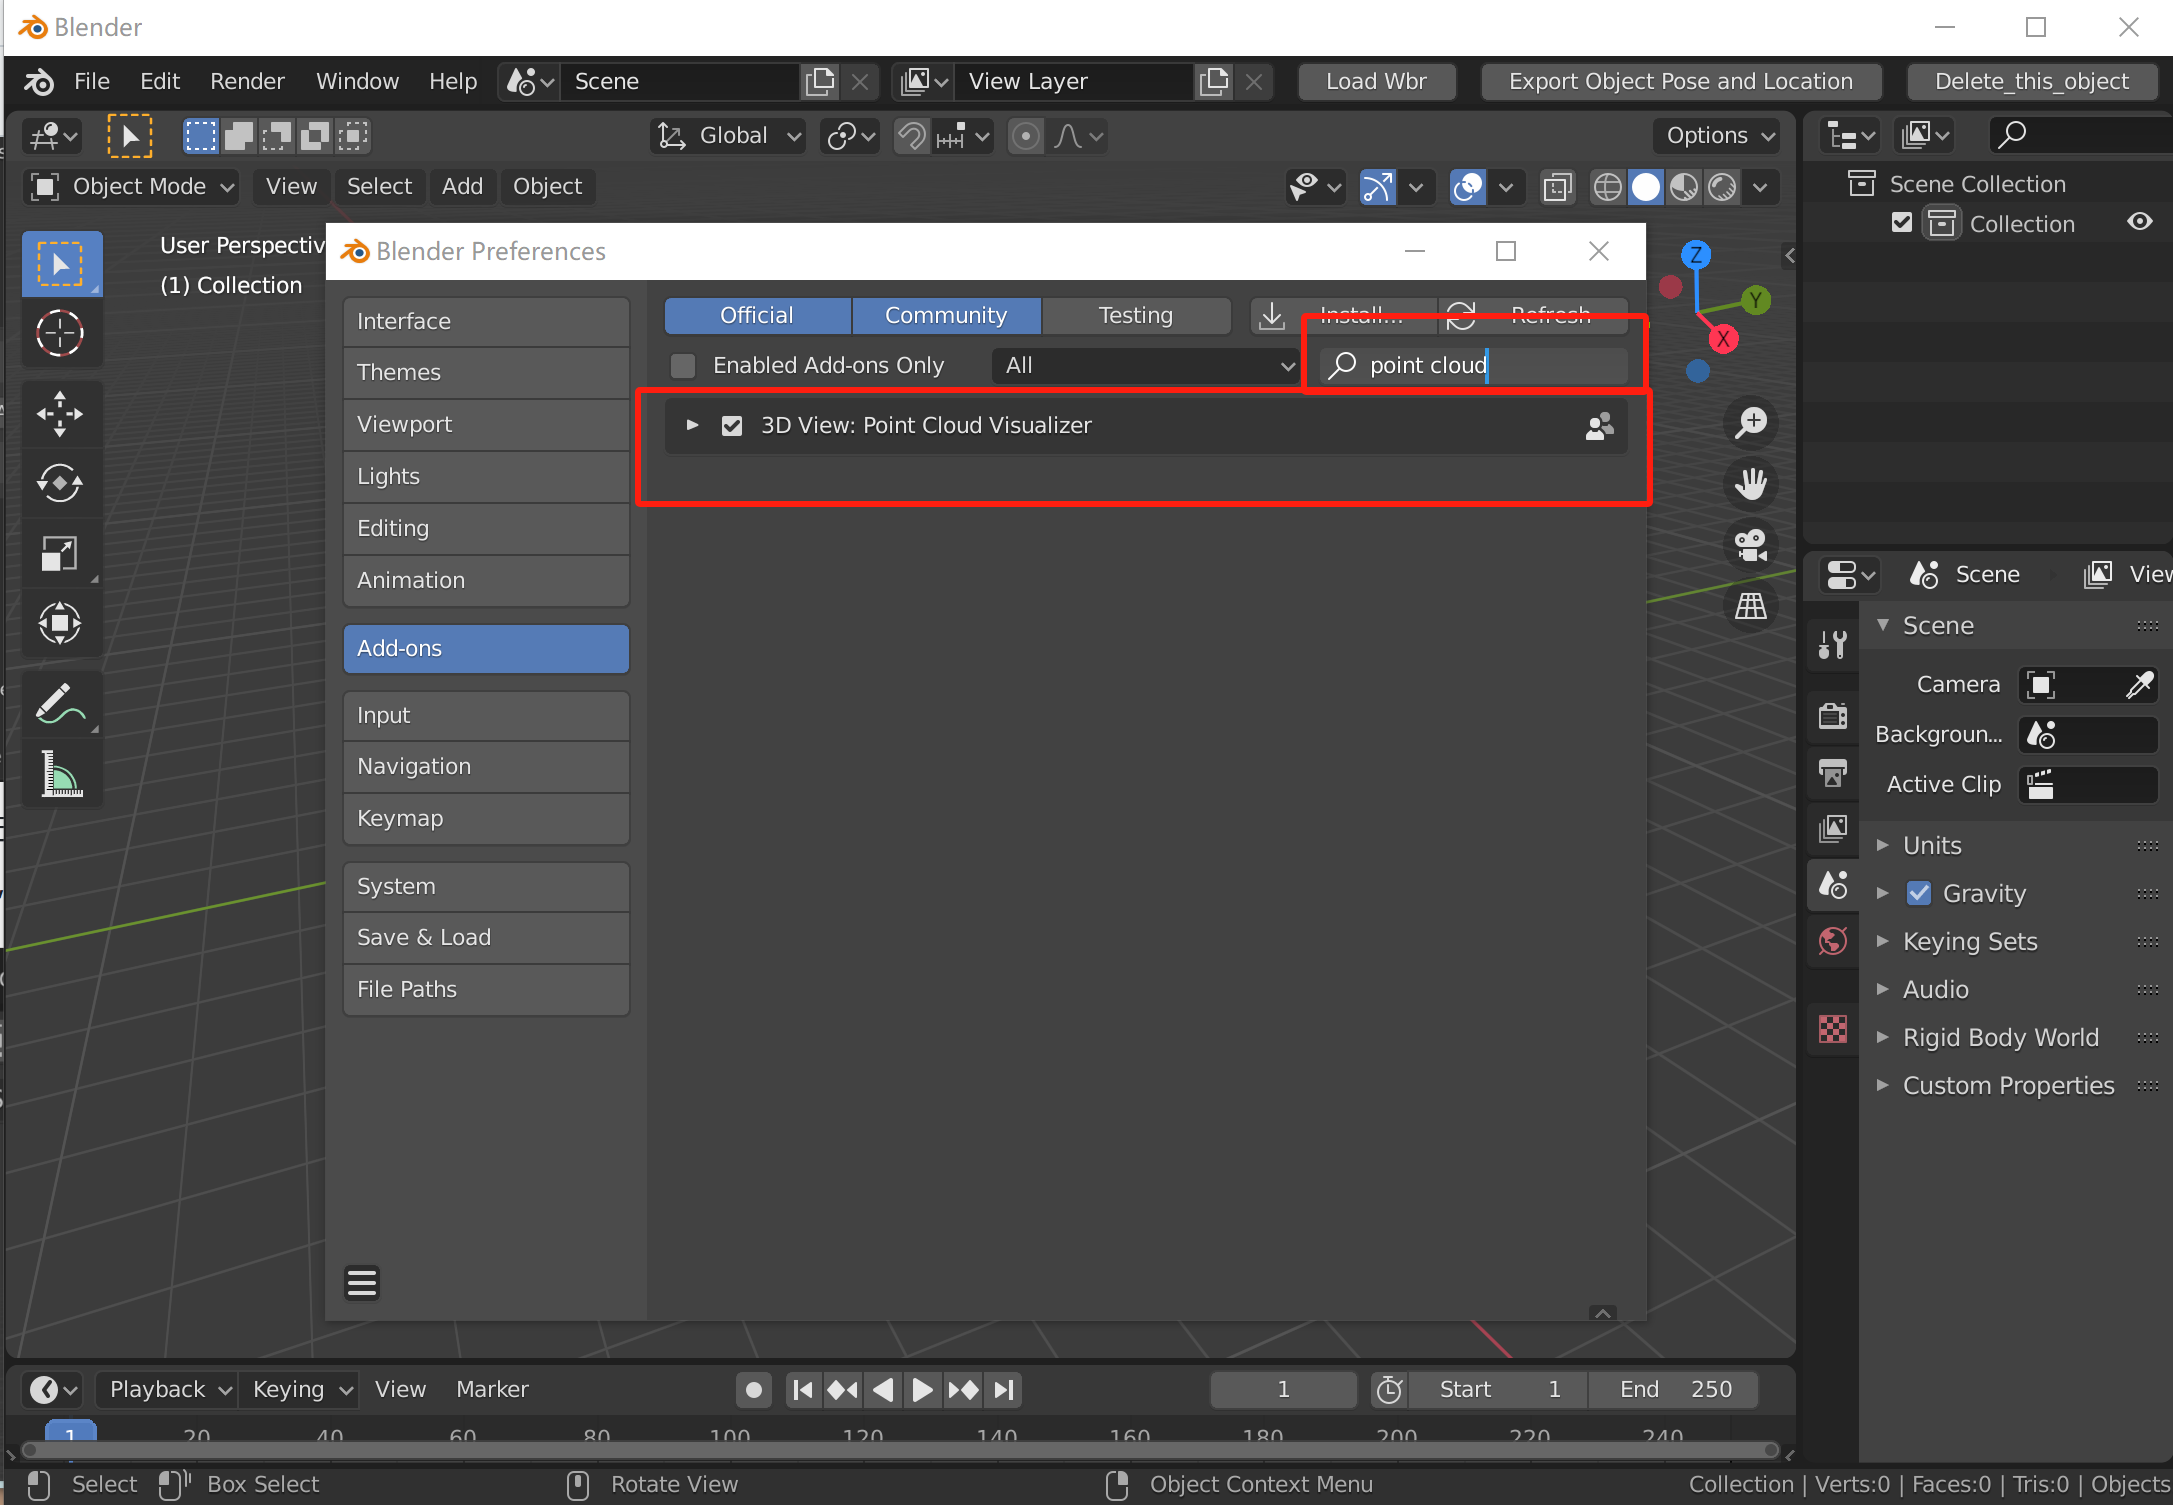 Blender
File Edit Render Window Help Scene View Layer Load Wbr Export Object Pose and Location Delete_this_object
Global Options
Object Mode View Select Add Object
Scene Collection
Collection
User Perspectiv
(1) Collection
Z
Y
X
Blender Preferences
Interface
Themes
Viewport
Lights
Editing
Animation
Add-ons
Input
Navigation
Keymap
System
Save & Load
File Paths
Official Community Testing Install... Refresh
Enabled Add-ons Only All point cloud
3D View: Point Cloud Visualizer
Scene View
Scene
Camera
Backgroun...
Active Clip
Units
Gravity
Keying Sets
Audio
Rigid Body World
Custom Properties
Playback Keying View Marker 1 Start 1 End 250
1 20 40 60 80 100 120 140 160 180 200 220 240
Select Box Select Rotate View Object Context Menu Collection | Verts:0 | Faces:0 | Tris:0 | Objects